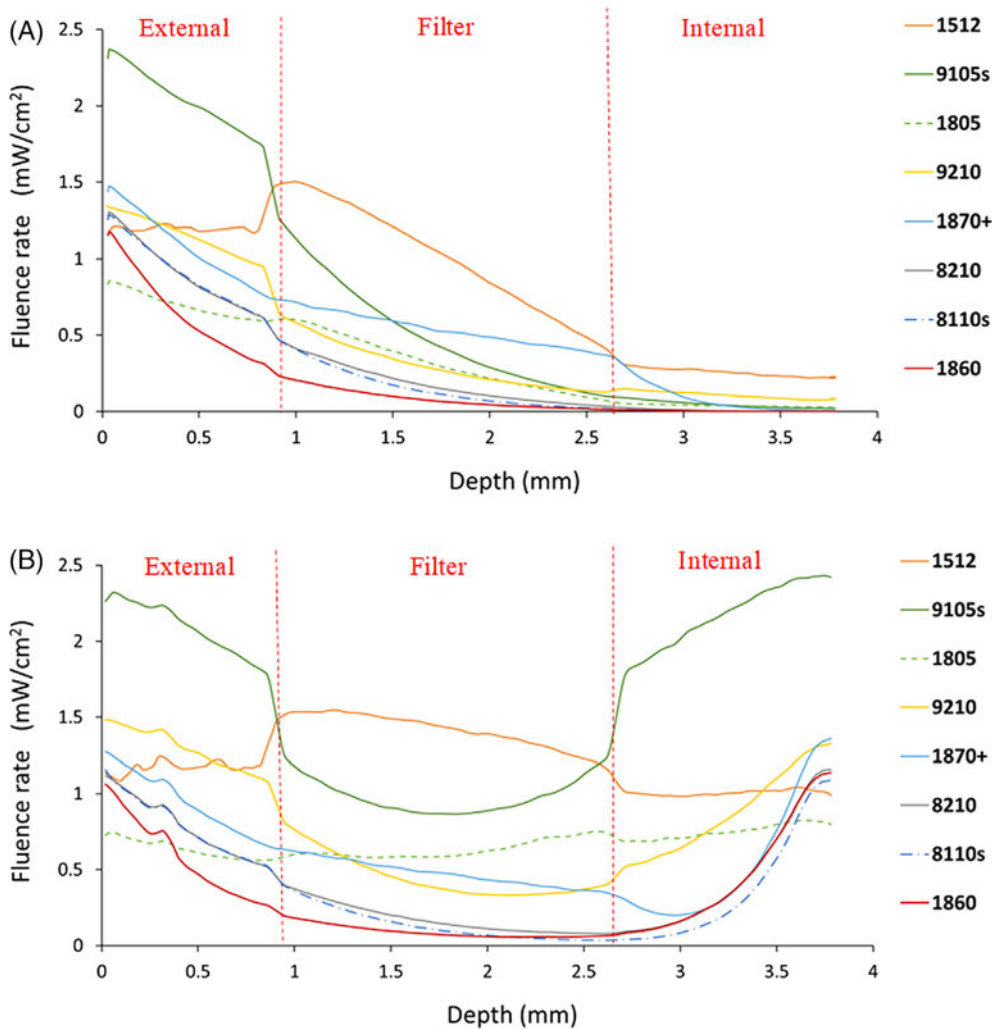 (A)
External Filter Internal
Fluence rate (mW/cm²)
2.5
2
1.5
1
0.5
0
0 0.5 1 1.5 2 2.5 3 3.5 4
Depth (mm)
1512
9105s
1805
9210
1870+
8210
8110s
1860
(B)
External Filter Internal
Fluence rate (mW/cm²)
2.5
2
1.5
1
0.5
0
0 0.5 1 1.5 2 2.5 3 3.5 4
Depth (mm)
1512
9105s
1805
9210
1870+
8210
8110s
1860